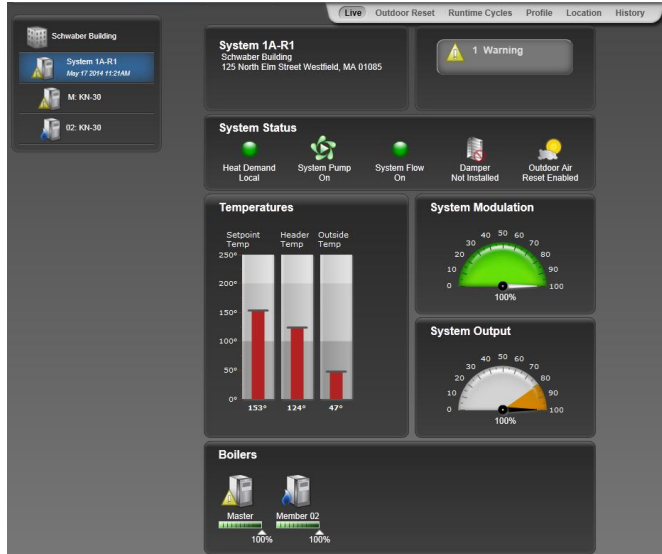 Live Outdoor Reset Runtime Cycles Profile Location History
Schwaber Building
System 1A-R1
May 17 2014 11:21AM
M: KN-30
02: KN-30
System 1A-R1
Schwaber Building
125 North Elm Street Westfield, MA 01085
1 Warning
System Status
Heat Demand
Local
System Pump
On
System Flow
On
Damper
Not Installed
Outdoor Air
Reset Enabled
Temperatures
Setpoint
Temp
Header
Temp
Outside
Temp
250°
200°
150°
100°
50°
0°
153° 124° 47°
System Modulation
0 10 20 30 40 50 60 70 80 90 100
100%
System Output
0 10 20 30 40 50 60 70 80 90 100
100%
Boilers
Master
100%
Member 02
100%